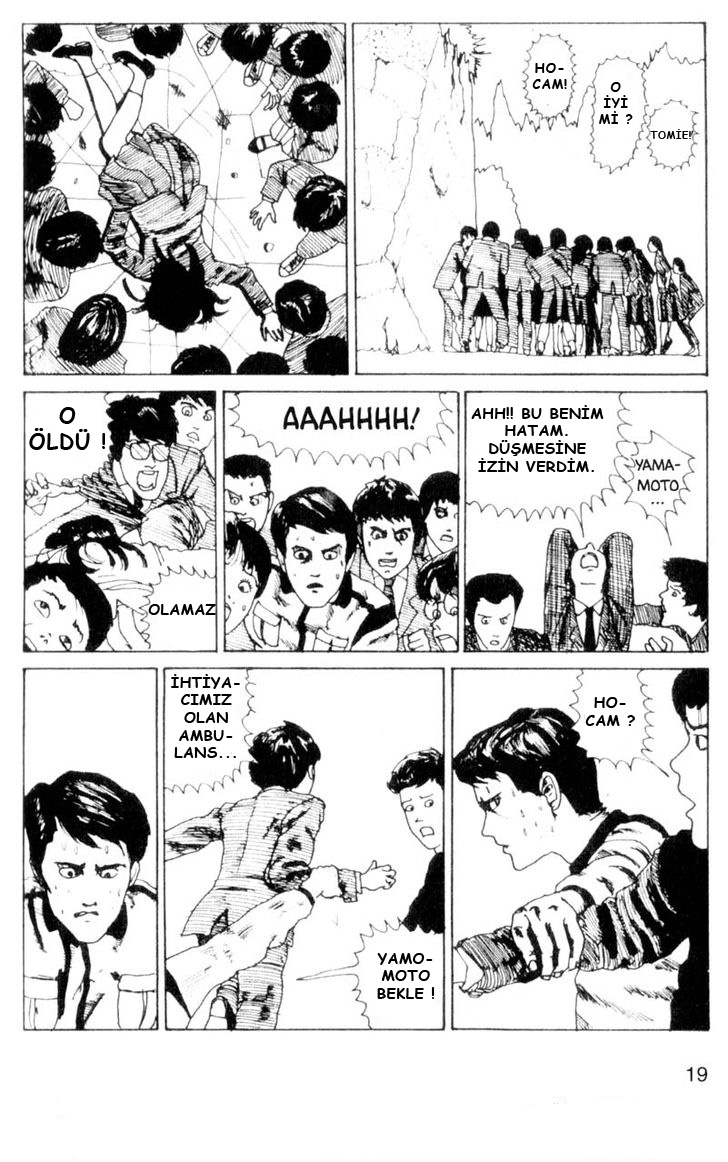 HO-
CAM!
O
İYİ
Mİ ?
TOMİE!
O
ÖLDÜ !
OLAMAZ
AAAHHHH!
AHH!! BU BENİM
HATAM.
DÜŞMESİNE
İZİN VERDİM.
YAMA-
MOTO
...
İHTİYA-
CIMIZ
OLAN
AMBU-
LANS...
YAMO-
MOTO
BEKLE !
HO-
CAM ?
19